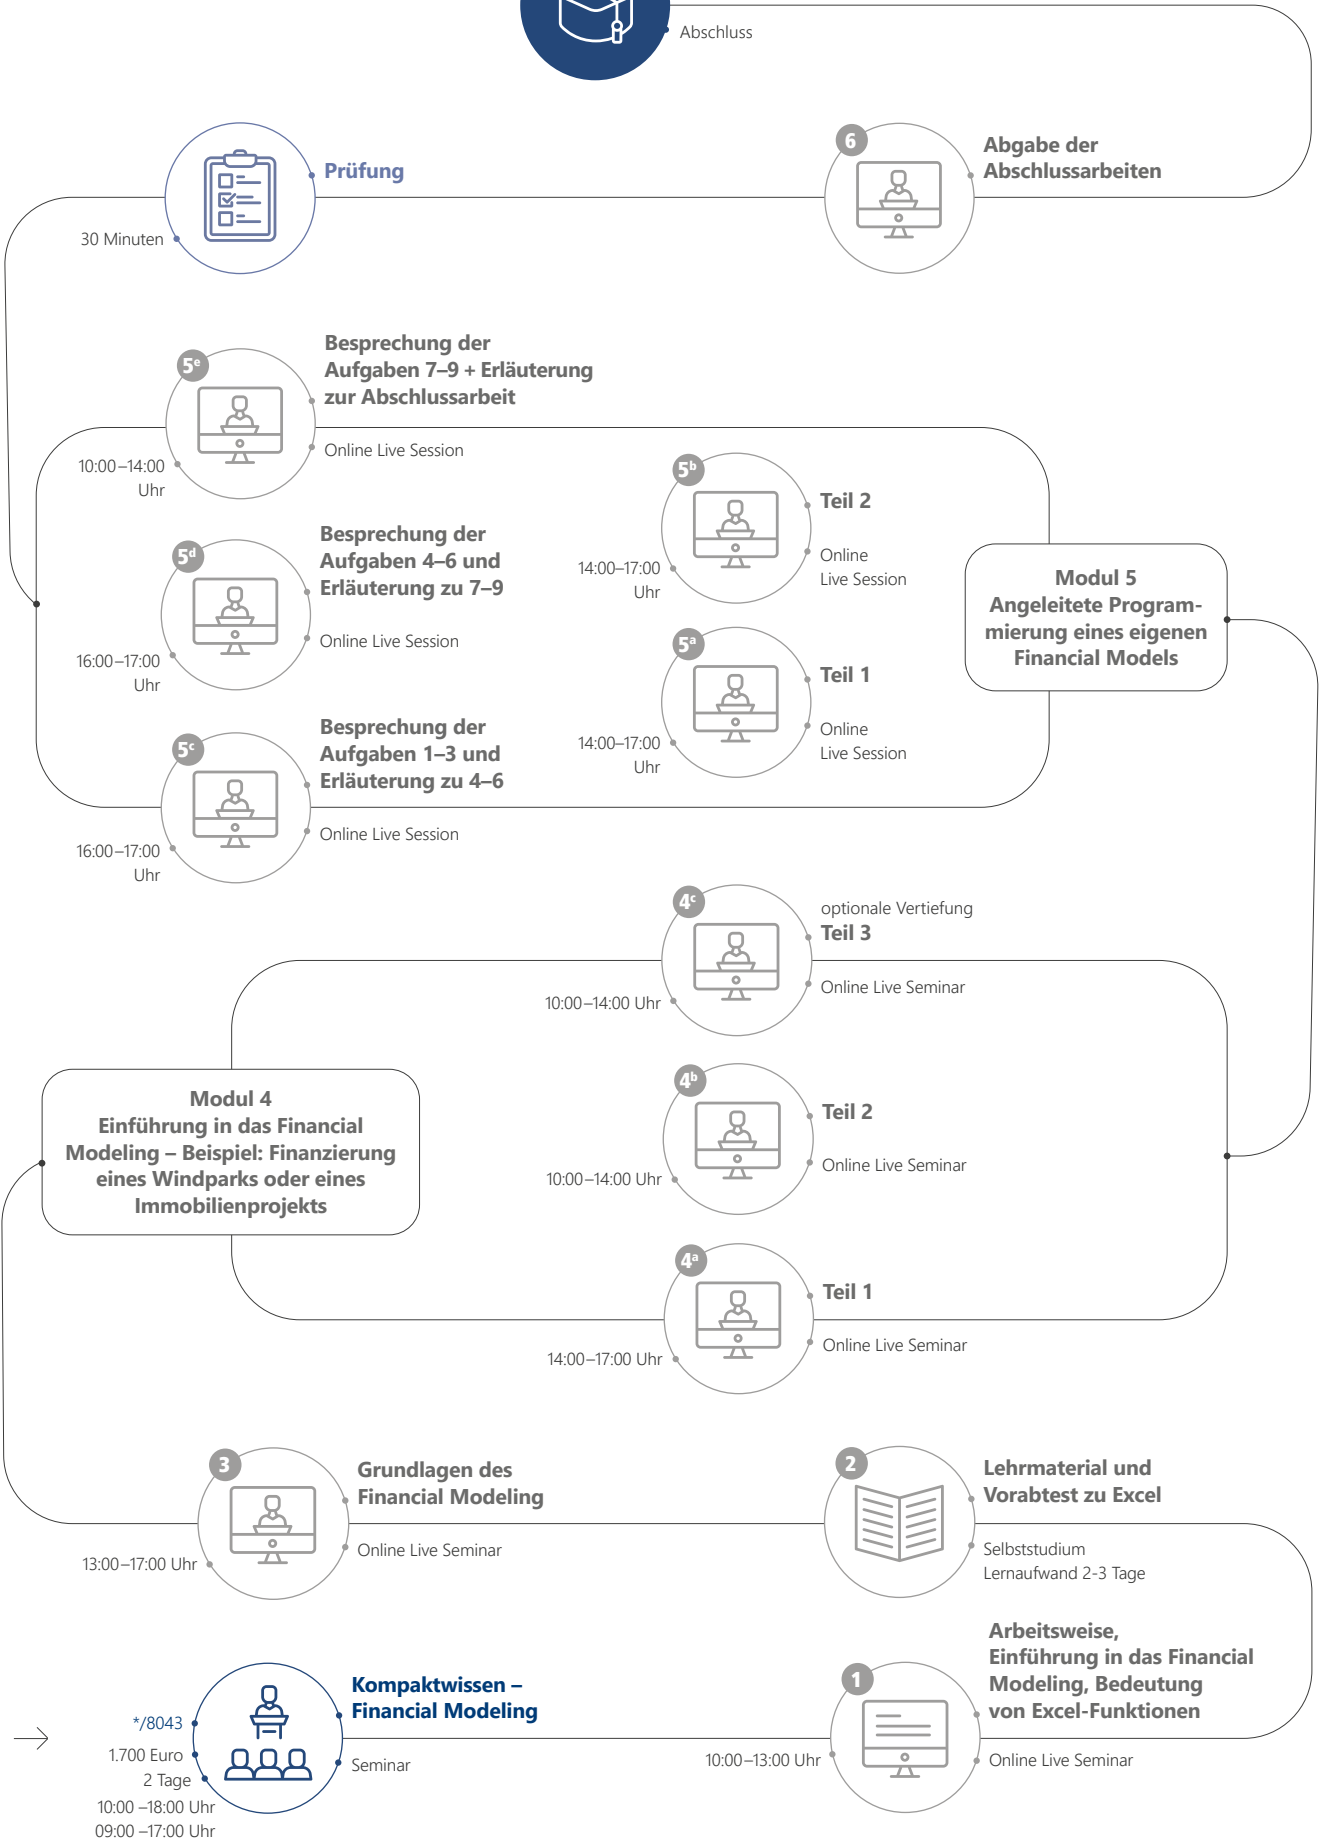 Abschluss
6
Abgabe der
Abschlussarbeiten
Prüfung
30 Minuten
5e
Besprechung der
Aufgaben 7–9 + Erläuterung
zur Abschlussarbeit
Online Live Session
10:00–14:00
Uhr
5b
Teil 2
Online
Live Session
14:00–17:00
Uhr
5d
Besprechung der
Aufgaben 4–6 und
Erläuterung zu 7–9
Online Live Session
16:00–17:00
Uhr
Modul 5
Angeleitete Program-
mierung eines eigenen
Financial Models
5a
Teil 1
Online
Live Session
14:00–17:00
Uhr
5c
Besprechung der
Aufgaben 1–3 und
Erläuterung zu 4–6
Online Live Session
16:00–17:00
Uhr
4c
optionale Vertiefung
Teil 3
Online Live Seminar
10:00–14:00 Uhr
Modul 4
Einführung in das Financial
Modeling – Beispiel: Finanzierung
eines Windparks oder eines
Immobilienprojekts
4b
Teil 2
Online Live Seminar
10:00–14:00 Uhr
4a
Teil 1
Online Live Seminar
14:00–17:00 Uhr
3
Grundlagen des
Financial Modeling
Online Live Seminar
13:00–17:00 Uhr
2
Lehrmaterial und
Vorabtest zu Excel
Selbststudium
Lernaufwand 2-3 Tage
Kompaktwissen –
Financial Modeling
Seminar
*/8043
1.700 Euro
2 Tage
10:00 –18:00 Uhr
09:00 –17:00 Uhr
1
Arbeitsweise,
Einführung in das Financial
Modeling, Bedeutung
von Excel-Funktionen
Online Live Seminar
10:00–13:00 Uhr